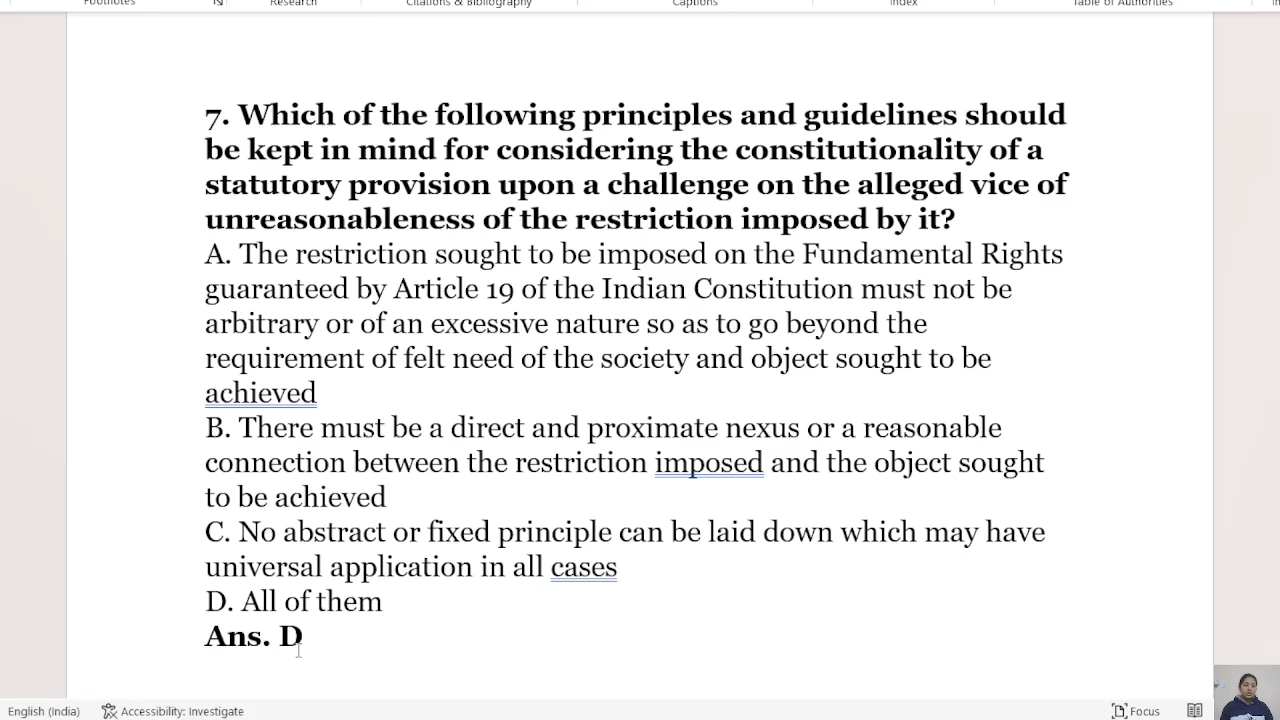 Footnotes Research Citations & Bibliography Captions Index Table of Authorities
7. Which of the following principles and guidelines should
be kept in mind for considering the constitutionality of a
statutory provision upon a challenge on the alleged vice of
unreasonableness of the restriction imposed by it?
A. The restriction sought to be imposed on the Fundamental Rights
guaranteed by Article 19 of the Indian Constitution must not be
arbitrary or of an excessive nature so as to go beyond the
requirement of felt need of the society and object sought to be
achieved
B. There must be a direct and proximate nexus or a reasonable
connection between the restriction imposed and the object sought
to be achieved
C. No abstract or fixed principle can be laid down which may have
universal application in all cases
D. All of them
Ans. D
English (India) Accessibility: Investigate Focus